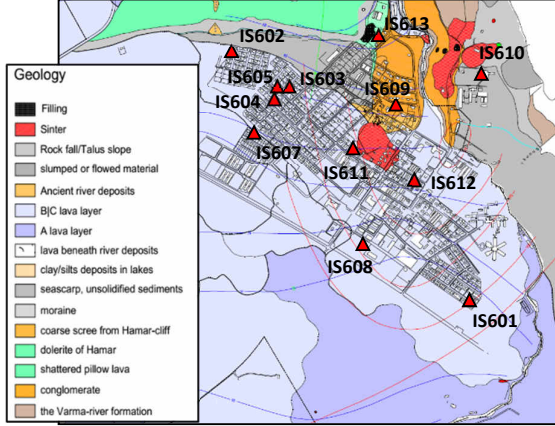 IS613
IS602
IS610
IS605
IS603
IS604
IS609
IS607
IS611
IS612
IS608
IS601
Geology
Filling
Sinter
Rock fall/Talus slope
slumped or flowed material
Ancient river deposits
B|C lava layer
A lava layer
lava beneath river deposits
clay/silts deposits in lakes
seascarp, unsolidified sediments
moraine
coarse scree from Hamar-cliff
dolerite of Hamar
shattered pillow lava
conglomerate
the Varma-river formation